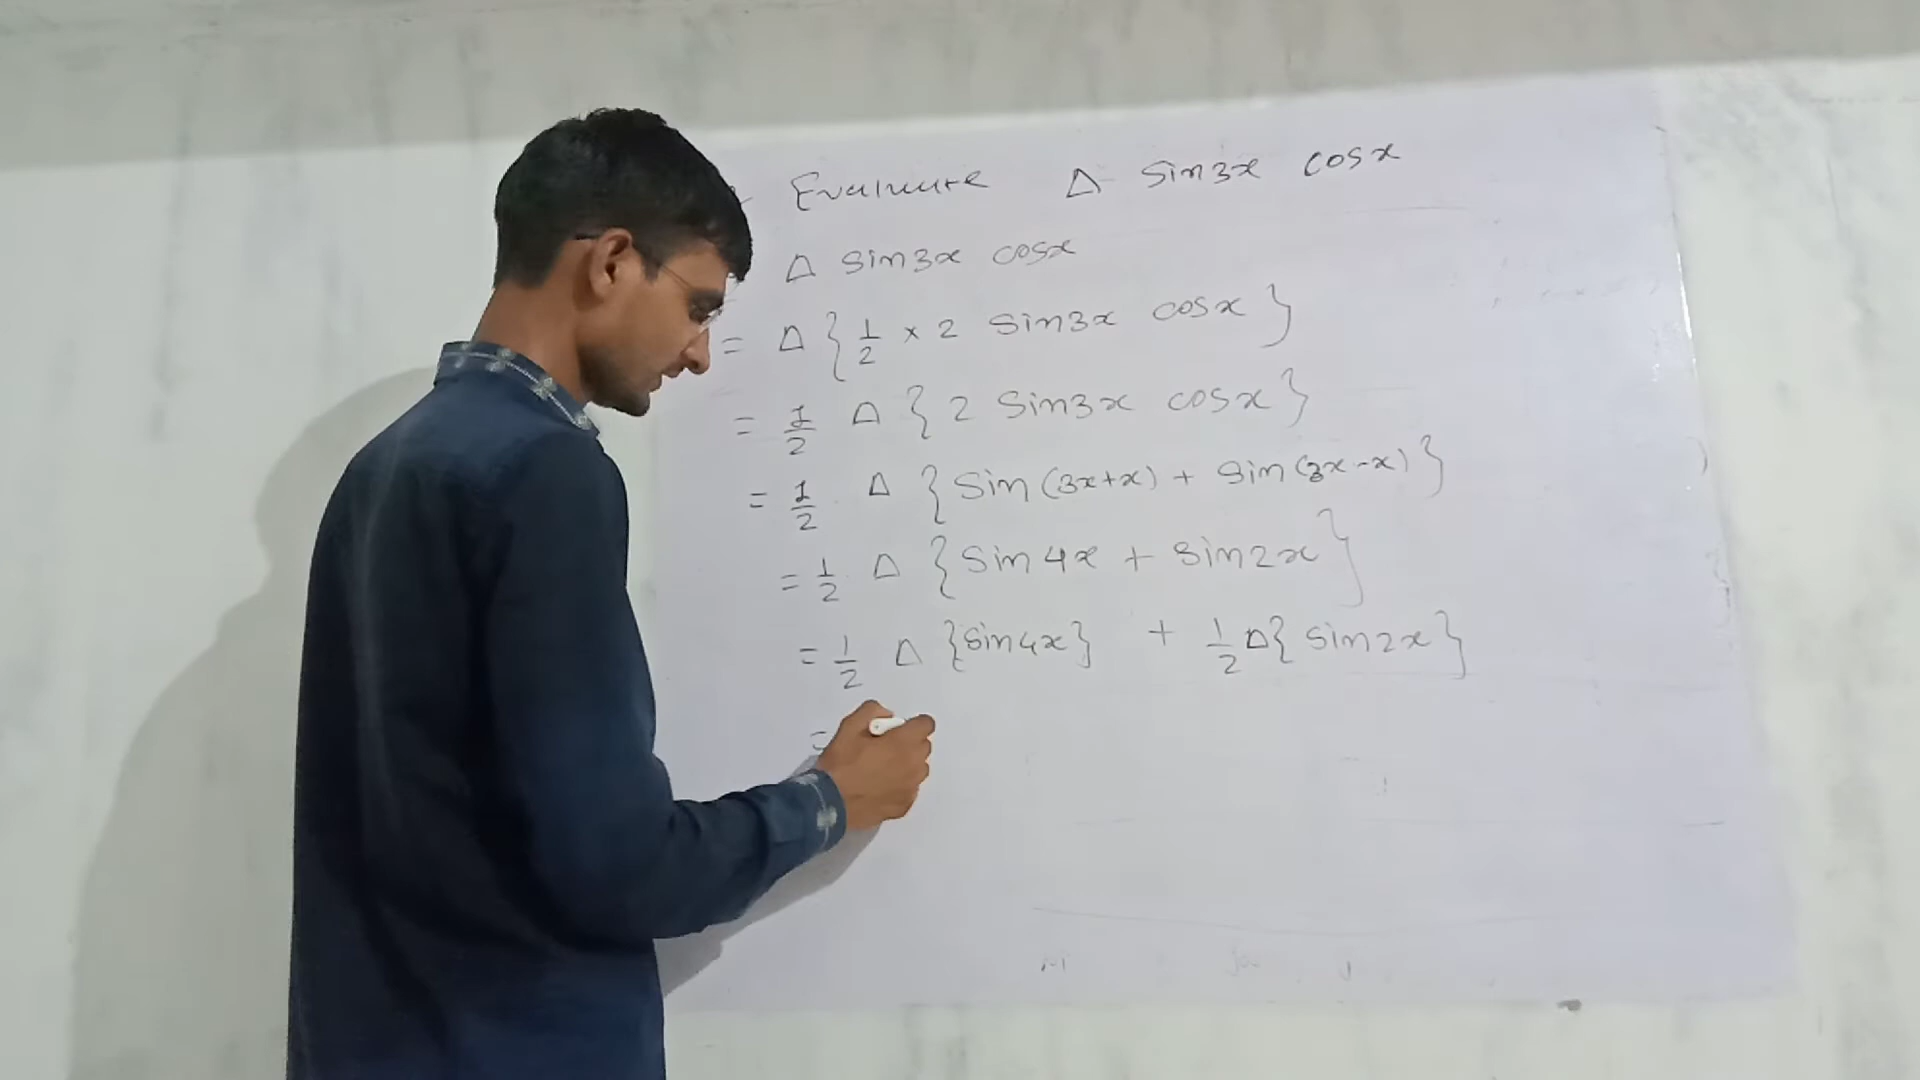 Evaluate Δ sin3x cosx
Δ sin3x cosx
= Δ { 1/2 × 2 sin3x cosx }
= 1/2 Δ { 2 sin3x cosx }
= 1/2 Δ { sin(3x+x) + sin(3x-x) }
= 1/2 Δ { sin4x + sin2x }
= 1/2 Δ {sin4x} + 1/2 Δ{ sin2x }
=